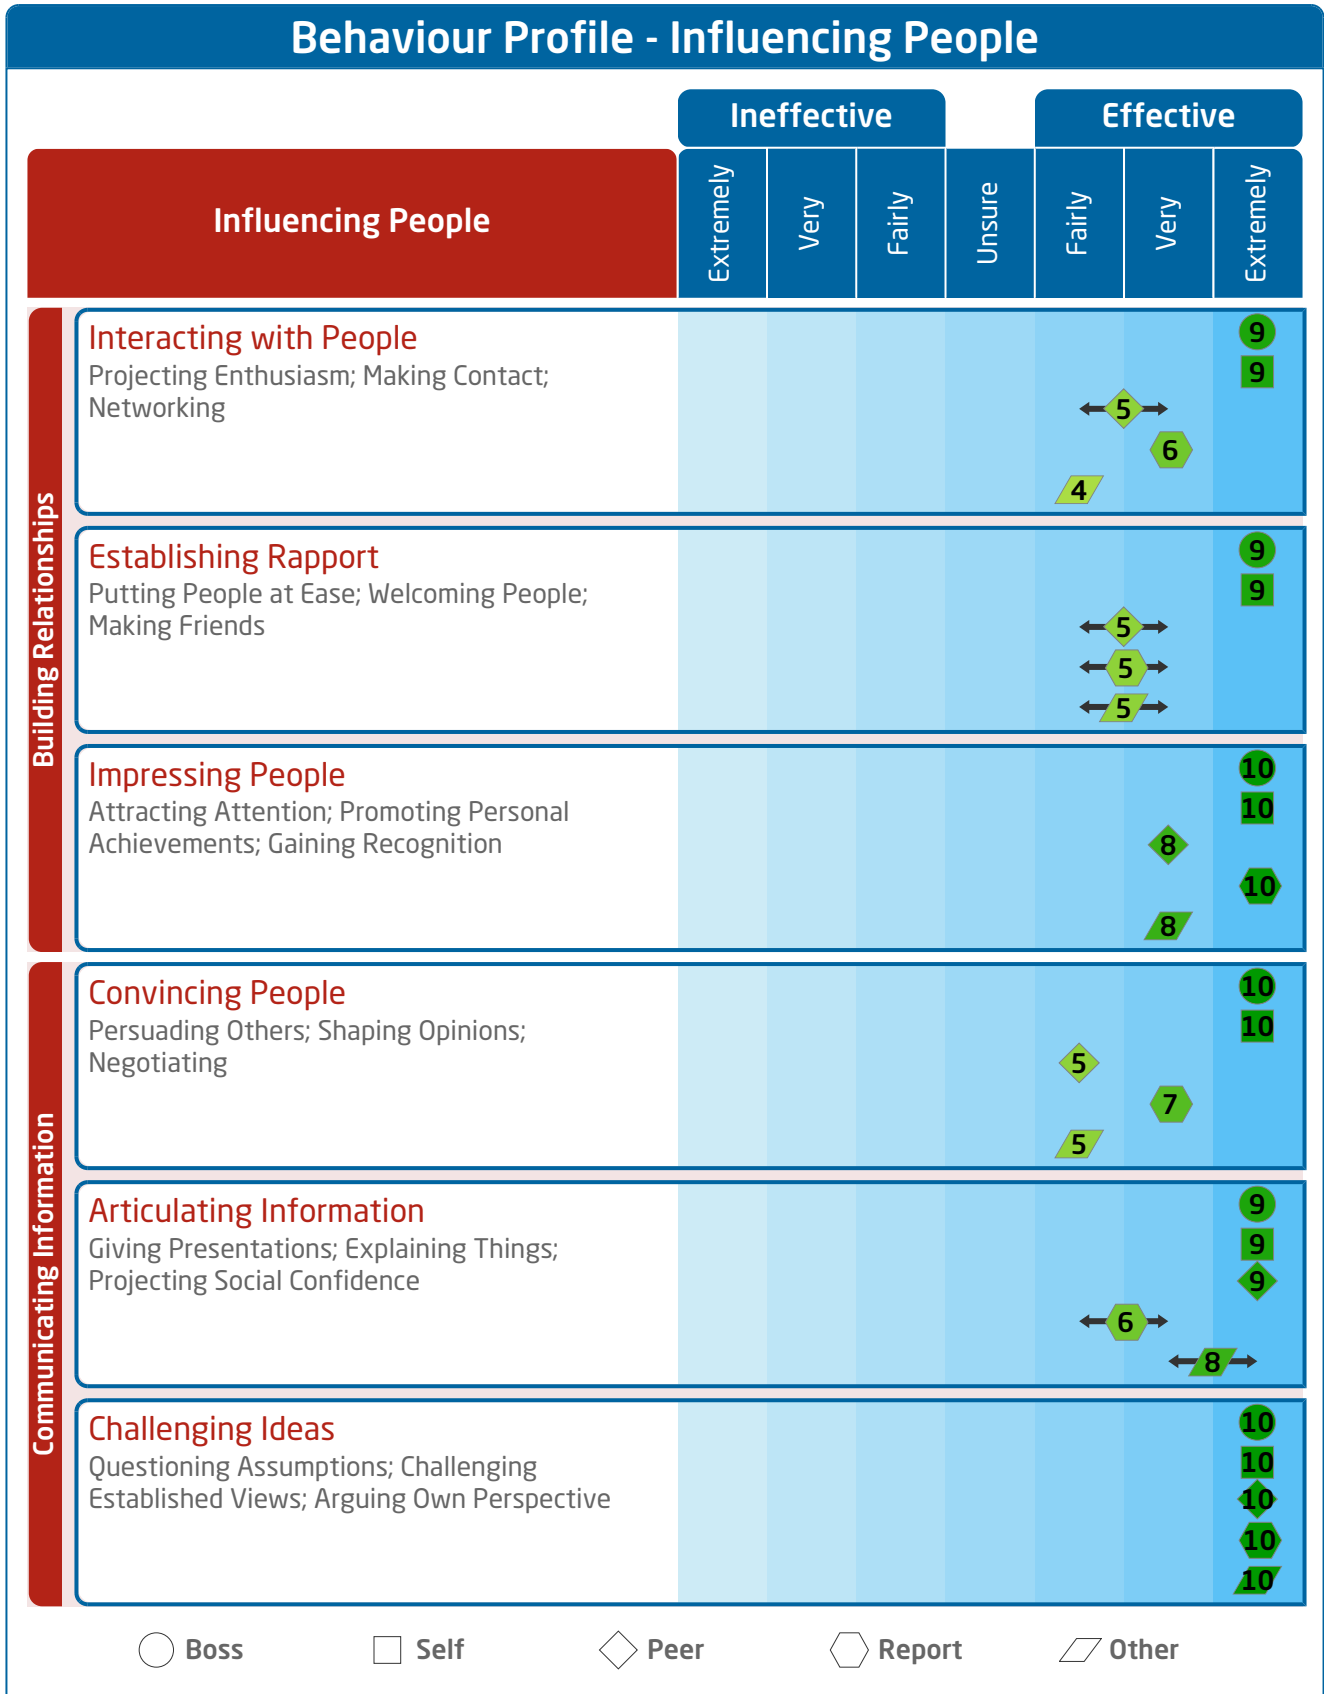 Behaviour Profile - Influencing People
Ineffective
Effective
Influencing People
Extremely
Very
Fairly
Unsure
Fairly
Very
Extremely
Building Relationships
Interacting with People
Projecting Enthusiasm; Making Contact;
Networking
9
9
5
6
4
Establishing Rapport
Putting People at Ease; Welcoming People;
Making Friends
9
9
5
5
5
Impressing People
Attracting Attention; Promoting Personal
Achievements; Gaining Recognition
10
10
8
10
8
Communicating Information
Convincing People
Persuading Others; Shaping Opinions;
Negotiating
10
10
5
7
5
Articulating Information
Giving Presentations; Explaining Things;
Projecting Social Confidence
9
9
9
6
8
Challenging Ideas
Questioning Assumptions; Challenging
Established Views; Arguing Own Perspective
10
10
10
10
10
Boss
Self
Peer
Report
Other